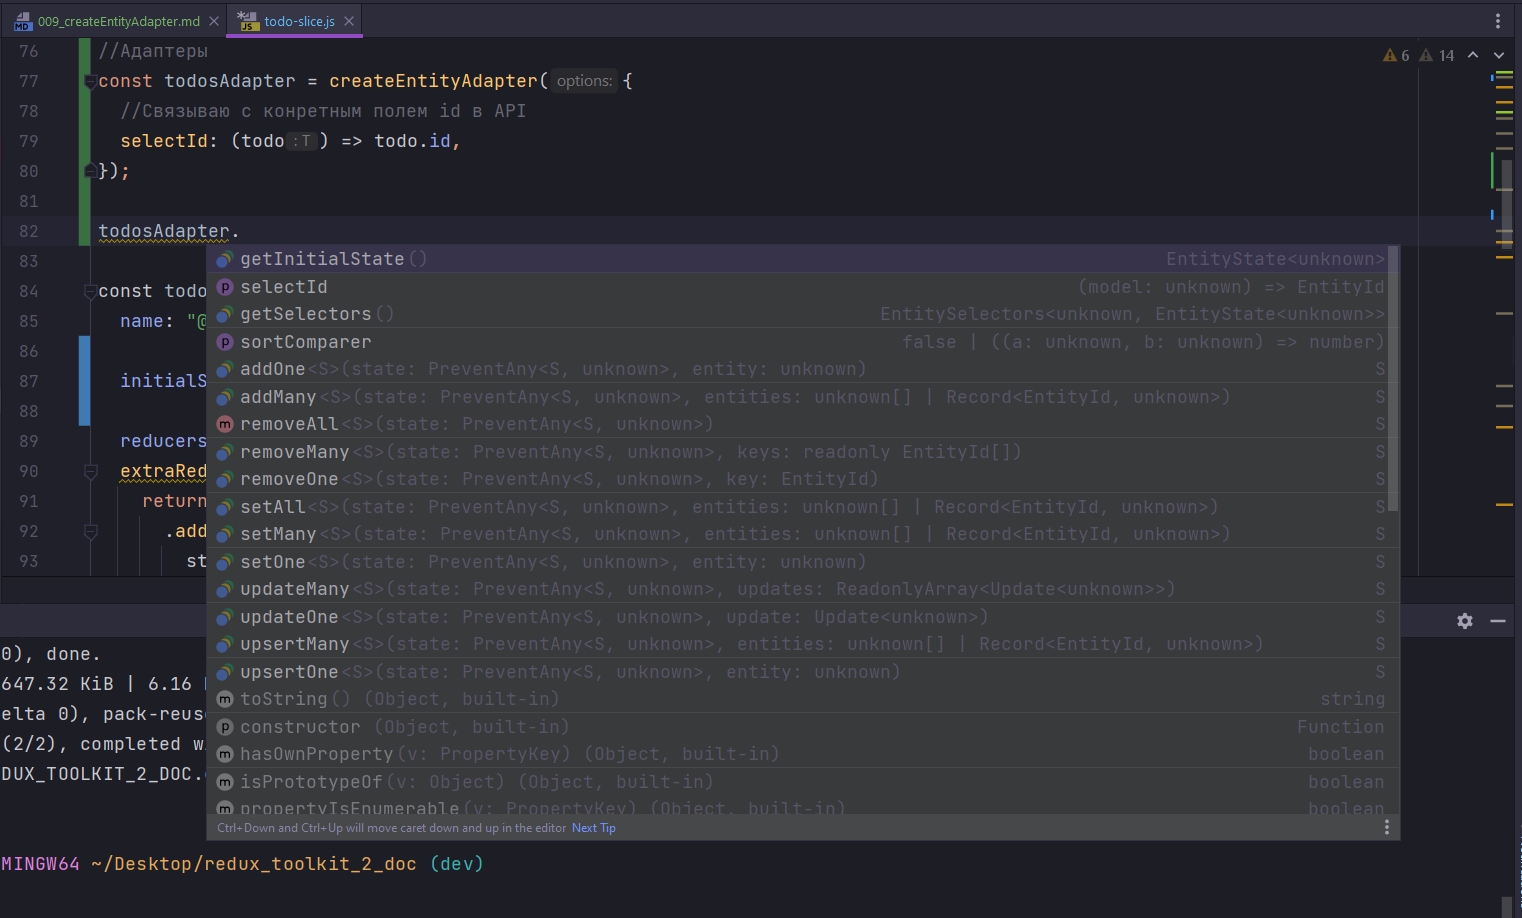 009_createEntityAdapter.md
todo-slice.js
6 14
76 //Адаптеры
77 const todosAdapter = createEntityAdapter( options: {
78 //Связываю с конретным полем id в API
79 selectId: (todo :T ) => todo.id,
80 });
81
82 todosAdapter.
83
84 const todo
85 name: "@
86
87 initialS
88
89 reducers
90 extraRed
91 return
92 .add
93 st
getInitialState() EntityState<unknown>
selectId (model: unknown) => EntityId
getSelectors() EntitySelectors<unknown, EntityState<unknown>>
sortComparer false | ((a: unknown, b: unknown) => number)
addOne<S>(state: PreventAny<S, unknown>, entity: unknown) S
addMany<S>(state: PreventAny<S, unknown>, entities: unknown[] | Record<EntityId, unknown>) S
removeAll<S>(state: PreventAny<S, unknown>) S
removeMany<S>(state: PreventAny<S, unknown>, keys: readonly EntityId[]) S
removeOne<S>(state: PreventAny<S, unknown>, key: EntityId) S
setAll<S>(state: PreventAny<S, unknown>, entities: unknown[] | Record<EntityId, unknown>) S
setMany<S>(state: PreventAny<S, unknown>, entities: unknown[] | Record<EntityId, unknown>) S
setOne<S>(state: PreventAny<S, unknown>, entity: unknown) S
updateMany<S>(state: PreventAny<S, unknown>, updates: ReadonlyArray<Update<unknown>>) S
updateOne<S>(state: PreventAny<S, unknown>, update: Update<unknown>) S
upsertMany<S>(state: PreventAny<S, unknown>, entities: unknown[] | Record<EntityId, unknown>) S
upsertOne<S>(state: PreventAny<S, unknown>, entity: unknown) S
toString() (Object, built-in) string
constructor (Object, built-in) Function
hasOwnProperty(v: PropertyKey) (Object, built-in) boolean
isPrototypeOf(v: Object) (Object, built-in) boolean
propertyIsEnumerable(v: PropertyKey) (Object, built-in) boolean
Ctrl+Down and Ctrl+Up will move caret down and up in the editor Next Tip
0), done.
647.32 KiB | 6.16
elta 0), pack-reus
(2/2), completed w
DUX_TOOLKIT_2_DOC.
MINGW64 ~/Desktop/redux_toolkit_2_doc (dev)